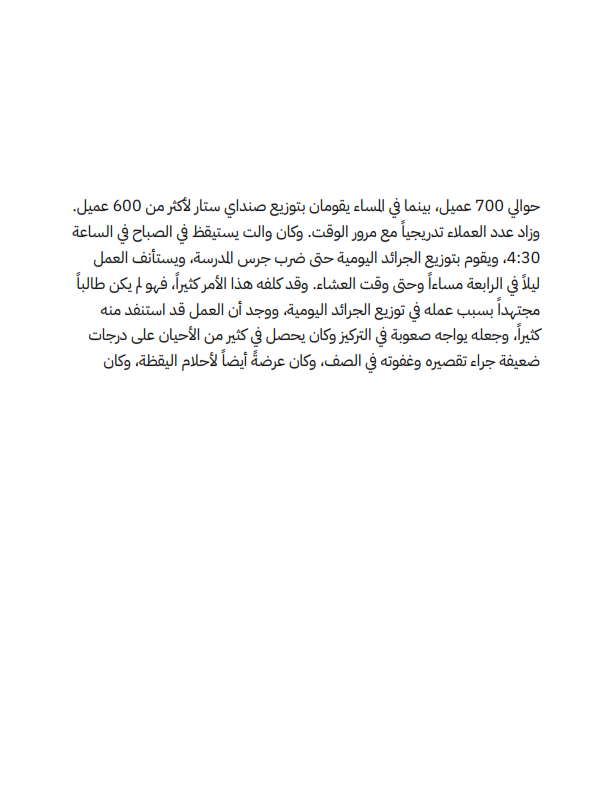 حوالي 700 عميل، بينما في المساء يقومان بتوزيع صنداي ستار لأكثر من 600 عميل.
وزاد عدد العملاء تدريجياً مع مرور الوقت. وكان والت يستيقظ في الصباح في الساعة
4:30، ويقوم بتوزيع الجرائد اليومية حتى ضرب جرس المدرسة، ويستأنف العمل
ليلاً في الرابعة مساءاً وحتى وقت العشاء. وقد كلفه هذا الأمر كثيراً، فهو لم يكن طالباً
مجتهداً بسبب عمله في توزيع الجرائد اليومية، ووجد أن العمل قد استنفد منه
كثيراً، وجعله يواجه صعوبة في التركيز وكان يحصل في كثير من الأحيان على درجات
ضعيفة جراء تقصيره وغفوته في الصف، وكان عرضةً أيضاً لأحلام اليقظة، وكان